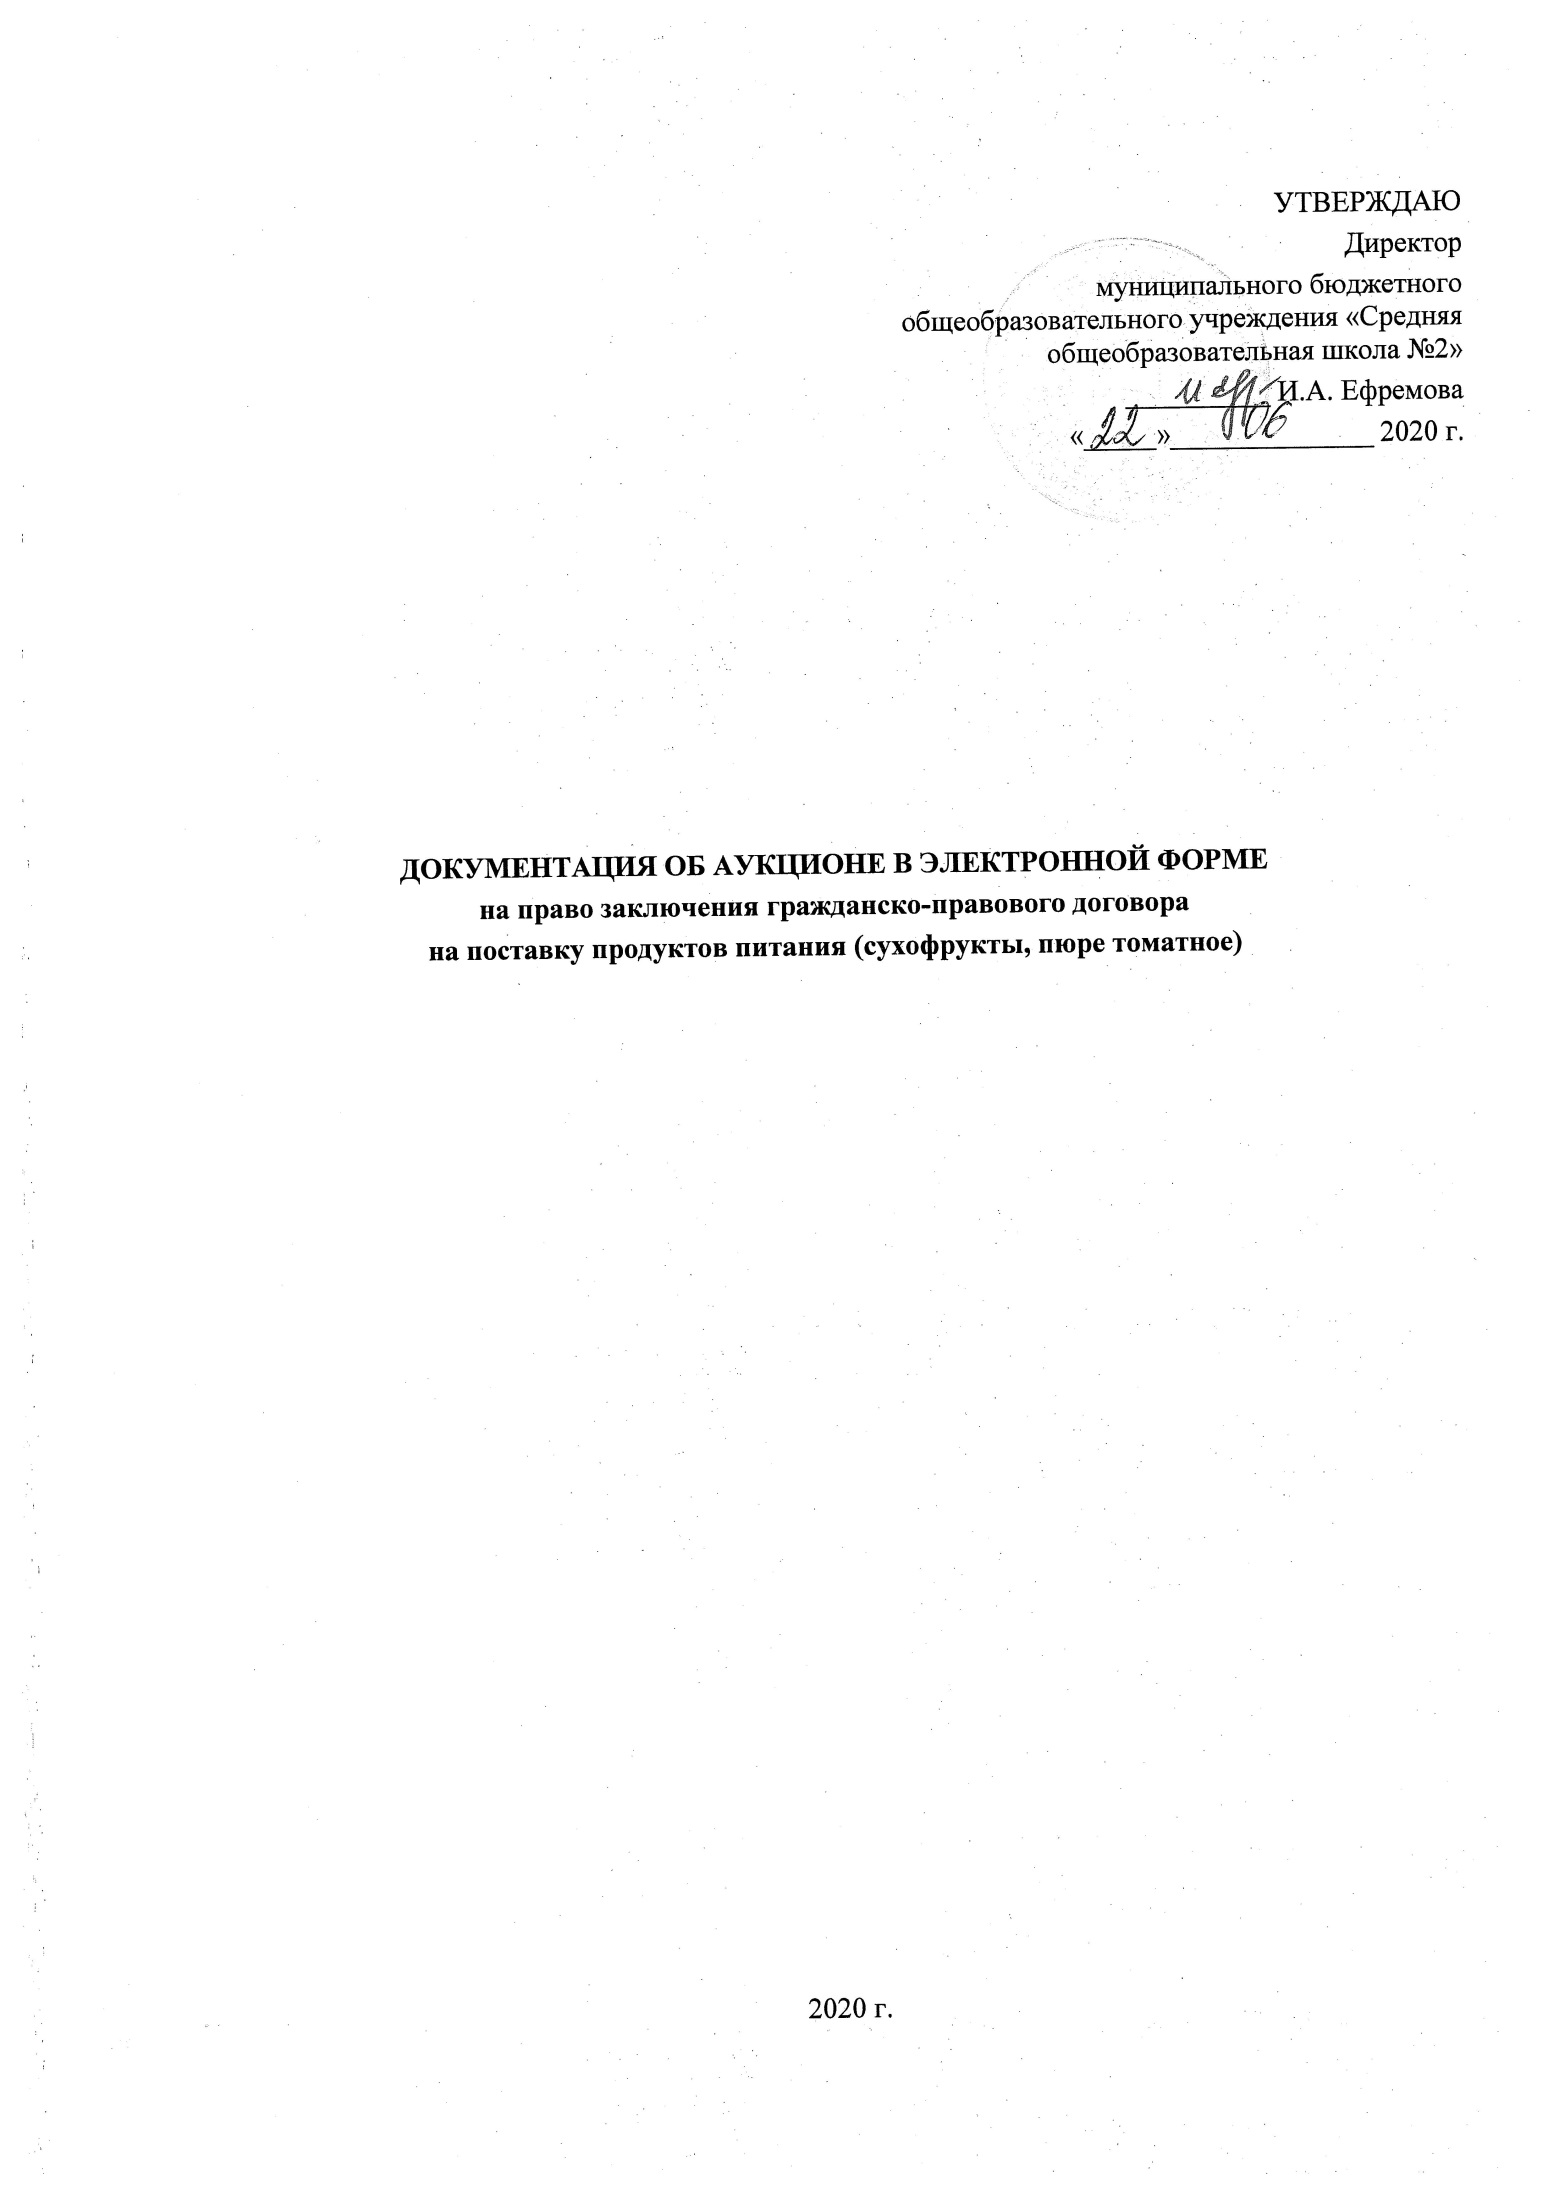 УТВЕРЖДАЮ
Директор
муниципального бюджетного
общеобразовательного учреждения «Средняя
общеобразовательная школа №2»
И.А. Ефремова
«22» 06 2020 г.
ДОКУМЕНТАЦИЯ ОБ АУКЦИОНЕ В ЭЛЕКТРОННОЙ ФОРМЕ
на право заключения гражданско-правового договора
на поставку продуктов питания (сухофрукты, пюре томатное)
2020 г.